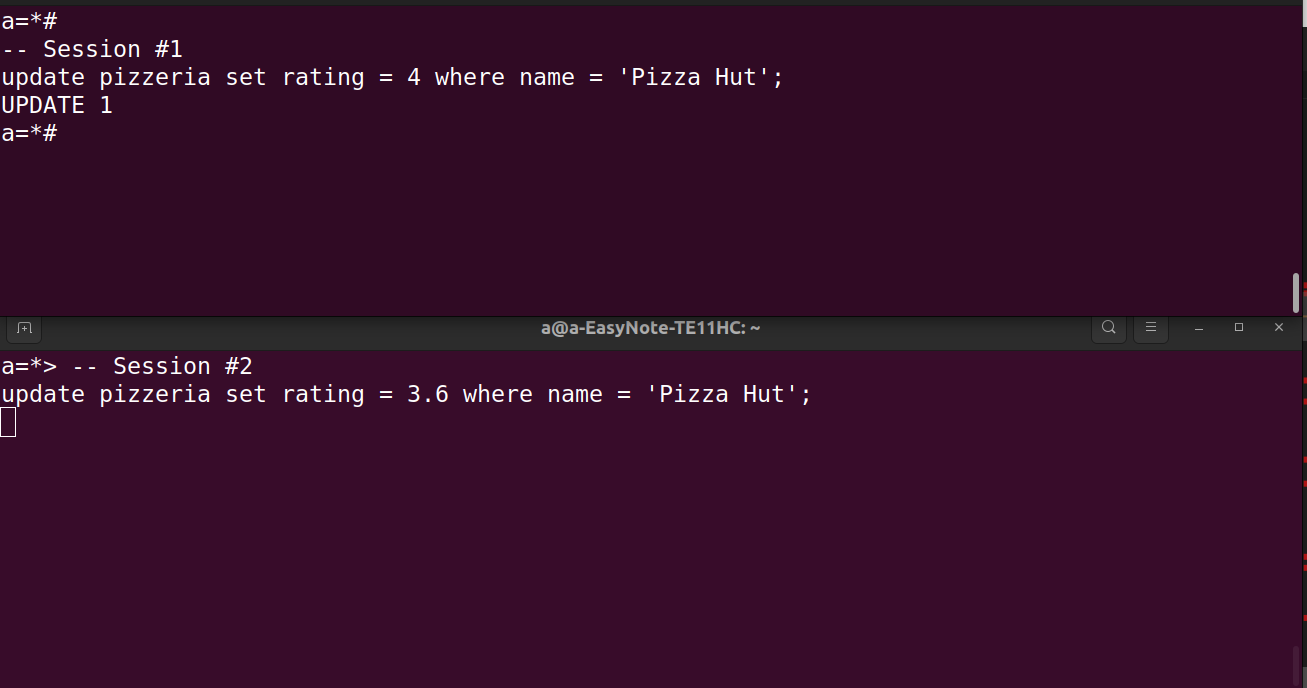 a=*#
-- Session #1
update pizzeria set rating = 4 where name = 'Pizza Hut';
UPDATE 1
a=*#
a@a-EasyNote-TE11HC: ~
a=*> -- Session #2
update pizzeria set rating = 3.6 where name = 'Pizza Hut';